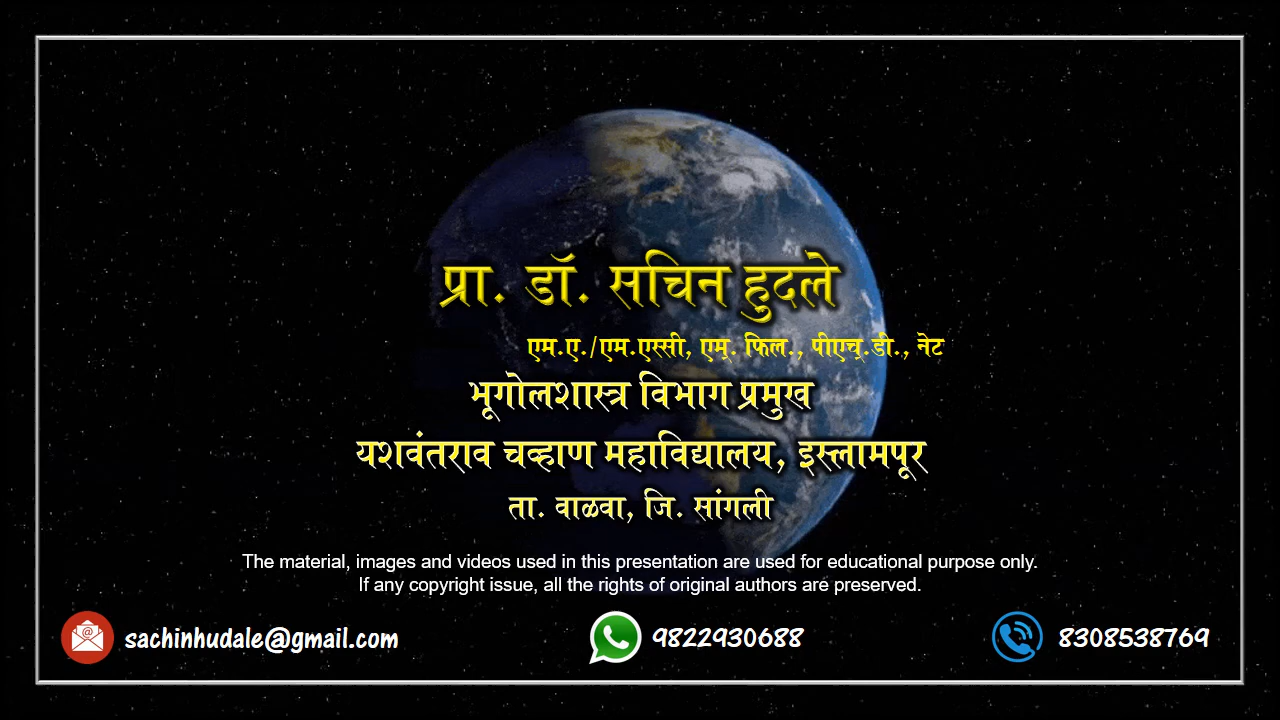 प्रा. डॉ. सचिन हुदले
एम.ए./एम.एस्सी, एम्. फिल., पीएच्.डी., नेट
भूगोलशास्त्र विभाग प्रमुख
यशवंतराव चव्हाण महाविद्यालय, इस्लामपूर
ता. वाळवा, जि. सांगली
The material, images and videos used in this presentation are used for educational purpose only.
If any copyright issue, all the rights of original authors are preserved.
sachinhudale@gmail.com
9822930688
8308538769